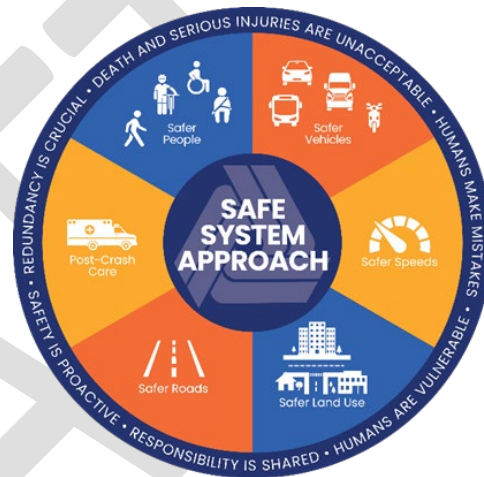 DEATH AND SERIOUS INJURIES ARE UNACCEPTABLE • HUMANS MAKE MISTAKES • HUMANS ARE VULNERABLE • RESPONSIBILITY IS SHARED • SAFETY IS PROACTIVE • REDUNDANCY IS CRUCIAL •
Safer
People
Safer
Vehicles
Post-Crash
Care
SAFE
SYSTEM
APPROACH
Safer Speeds
Safer Roads
Safer Land Use